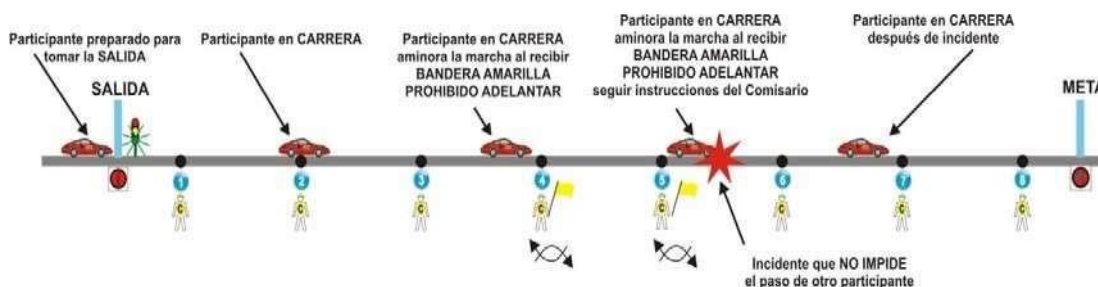 Participante preparado para
tomar la SALIDA
Participante en CARRERA
Participante en CARRERA
aminora la marcha al recibir
BANDERA AMARILLA
PROHIBIDO ADELANTAR
Participante en CARRERA
aminora la marcha al recibir
BANDERA AMARILLA
PROHIBIDO ADELANTAR
seguir instrucciones del Comisario
Participante en CARRERA
después de incidente
SALIDA
META
1
2
3
4
5
6
7
8
C
C
C
C
C
C
C
C
Incidente que NO IMPIDE
el paso de otro participante